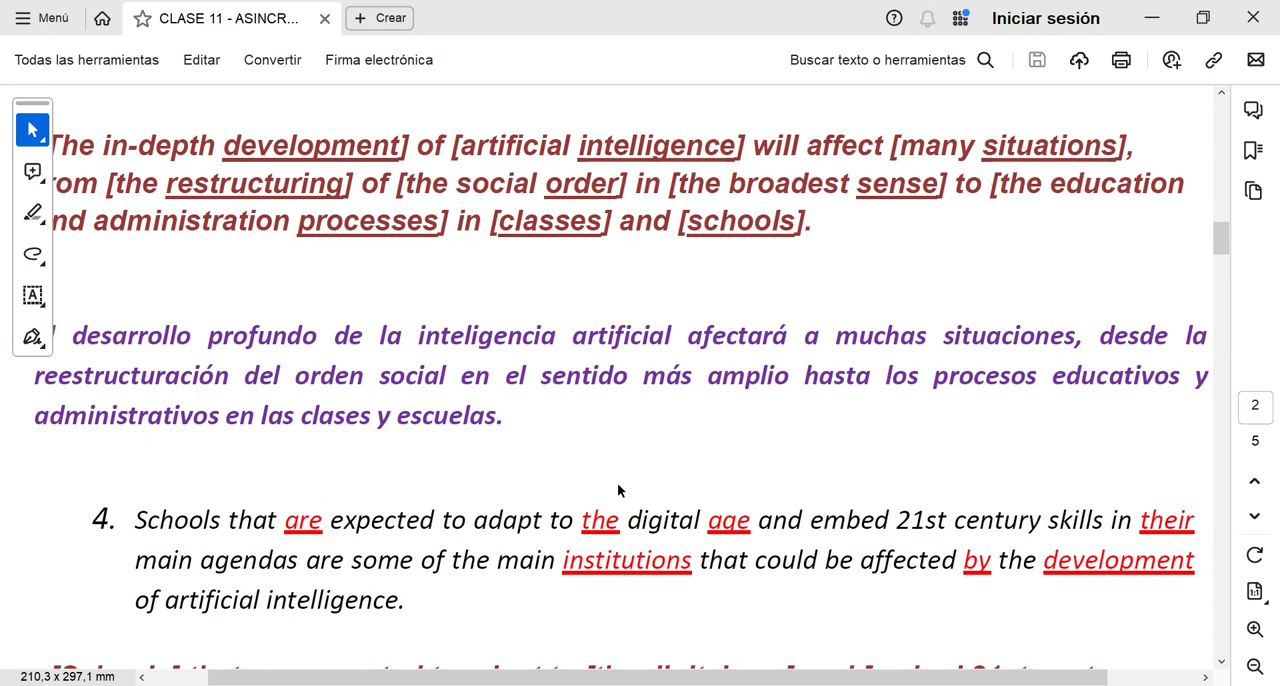 Menú
CLASE 11 - ASINCR...
Crear
Iniciar sesión
Todas las herramientas Editar Convertir Firma electrónica
Buscar texto o herramientas
The in-depth development] of [artificial intelligence] will affect [many situations],
rom [the restructuring] of [the social order] in [the broadest sense] to [the education
nd administration processes] in [classes] and [schools].
l desarrollo profundo de la inteligencia artificial afectará a muchas situaciones, desde la
reestructuración del orden social en el sentido más amplio hasta los procesos educativos y
administrativos en las clases y escuelas.
4. Schools that are expected to adapt to the digital age and embed 21st century skills in their
main agendas are some of the main institutions that could be affected by the development
of artificial intelligence.
2
5
210,3 x 297,1 mm